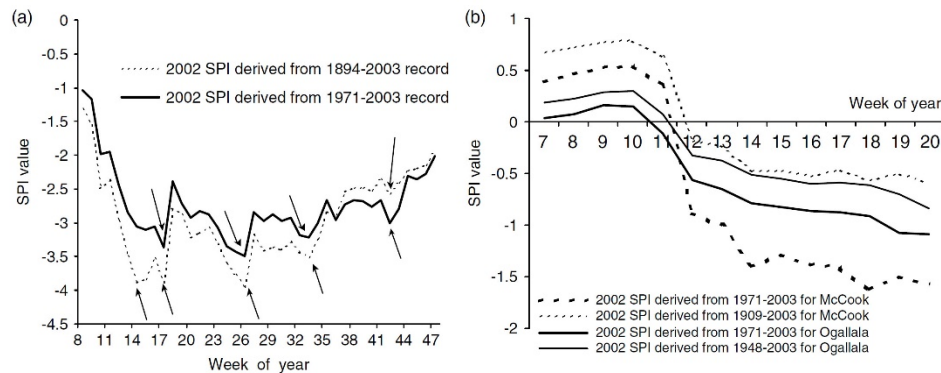 (a)
0
-1
-1.5
-2
-2.5
-3
-3.5
-4
-4.5
SPI value
2002 SPI derived from 1894-2003 record
2002 SPI derived from 1971-2003 record
8 11 14 17 20 23 26 29 32 35 38 41 44 47
Week of year
(b)
1
0.5
0
-0.5
-1
-1.5
-2
SPI value
Week of year
7 8 9 10 11 12 13 14 15 16 17 18 19 20
2002 SPI derived from 1971-2003 for McCook
2002 SPI derived from 1909-2003 for McCook
2002 SPI derived from 1971-2003 for Ogallala
2002 SPI derived from 1948-2003 for Ogallala